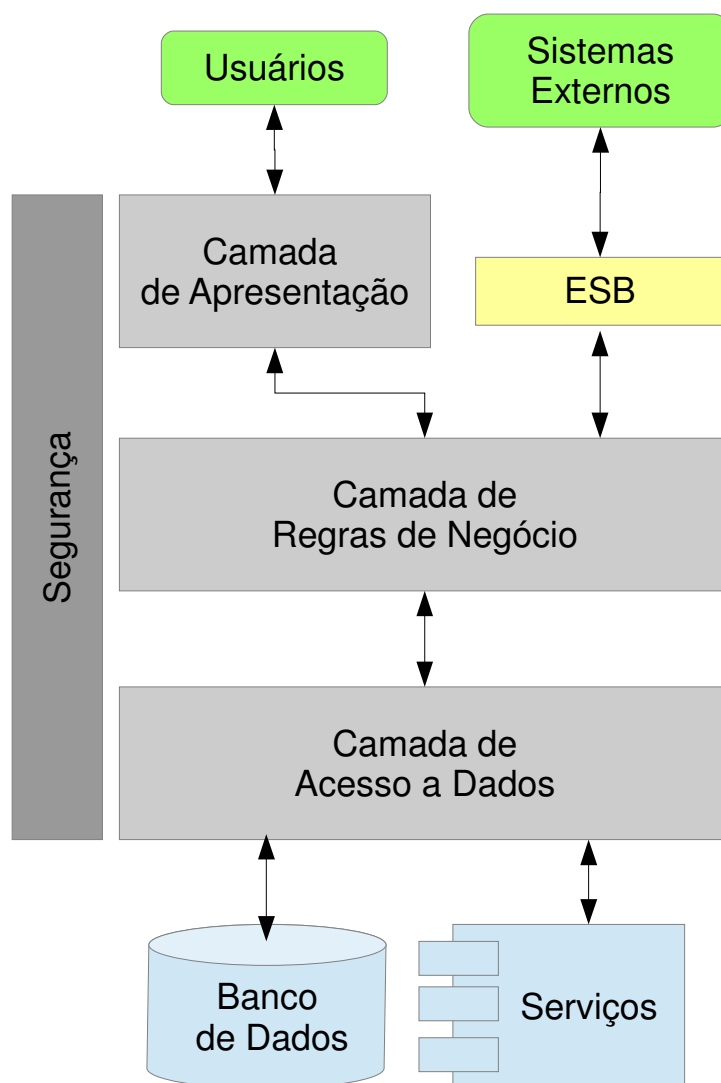 Usuários
Sistemas
Externos
Camada
de Apresentação
ESB
Segurança
Camada de
Regras de Negócio
Camada de
Acesso a Dados
Banco
de Dados
Serviços